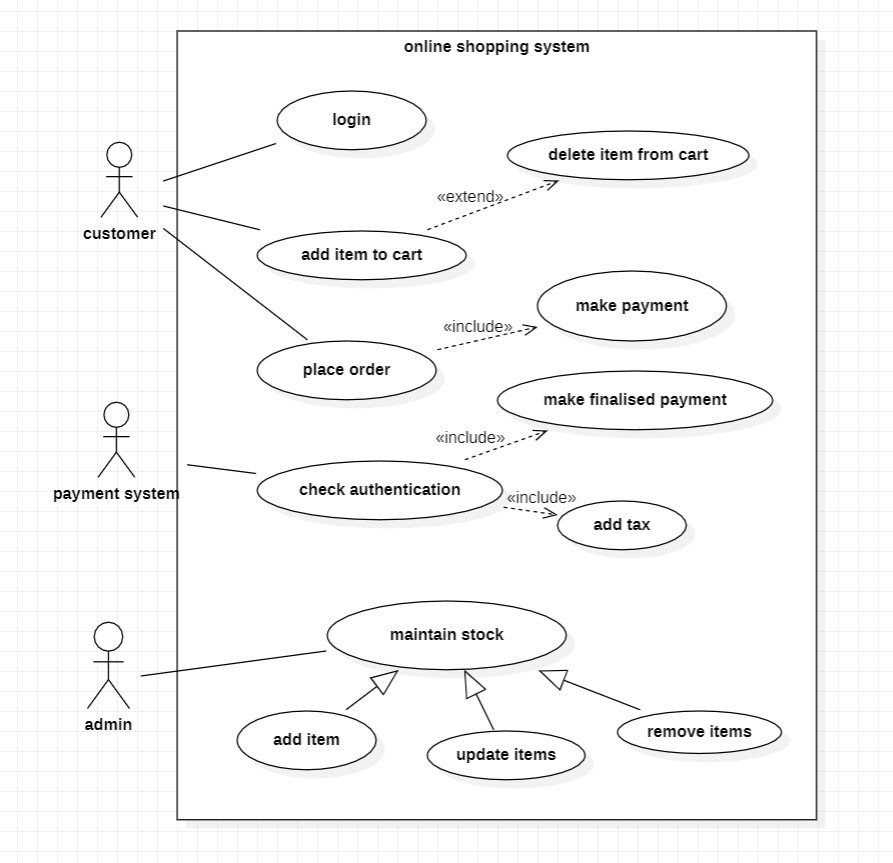 online shopping system
login
delete item from cart
«extend»
customer
add item to cart
make payment
«include»
place order
make finalised payment
«include»
check authentication
payment system
«include»
add tax
maintain stock
admin
add item
update items
remove items